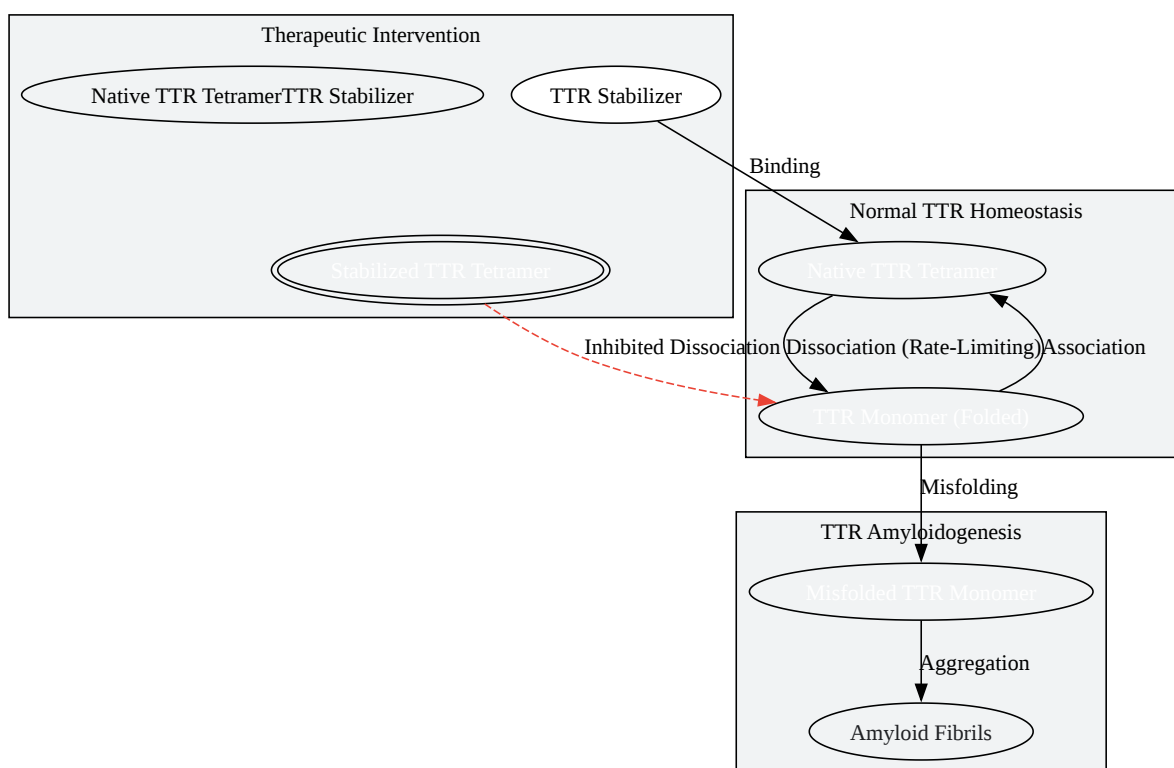 Therapeutic Intervention
Native TTR TetramerTTR Stabilizer
TTR Stabilizer
Binding
Normal TTR Homeostasis
Stabilized TTR Tetramer
Native TTR Tetramer
Inhibited Dissociation
Dissociation (Rate-Limiting)
Association
TTR Monomer (Folded)
Misfolding
TTR Amyloidogenesis
Misfolded TTR Monomer
Aggregation
Amyloid Fibrils